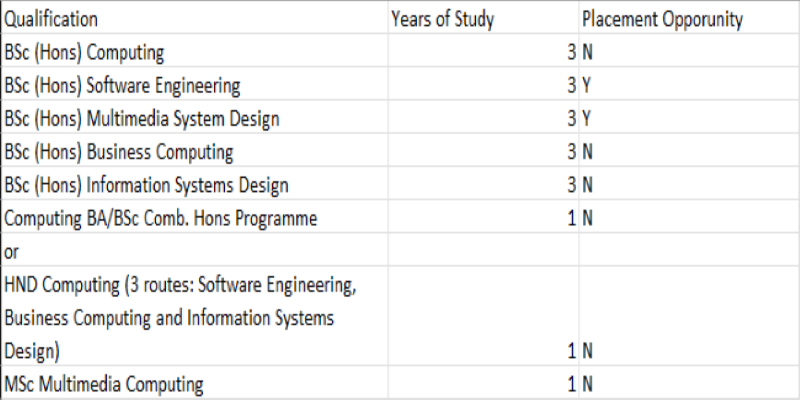 Qualification Years of Study Placement Opporunity
BSc (Hons) Computing 3 N
BSc (Hons) Software Engineering 3 Y
BSc (Hons) Multimedia System Design 3 Y
BSc (Hons) Business Computing 3 N
BSc (Hons) Information Systems Design 3 N
Computing BA/BSc Comb. Hons Programme 1 N
or
HND Computing (3 routes: Software Engineering,
Business Computing and Information Systems
Design) 1 N
MSc Multimedia Computing 1 N